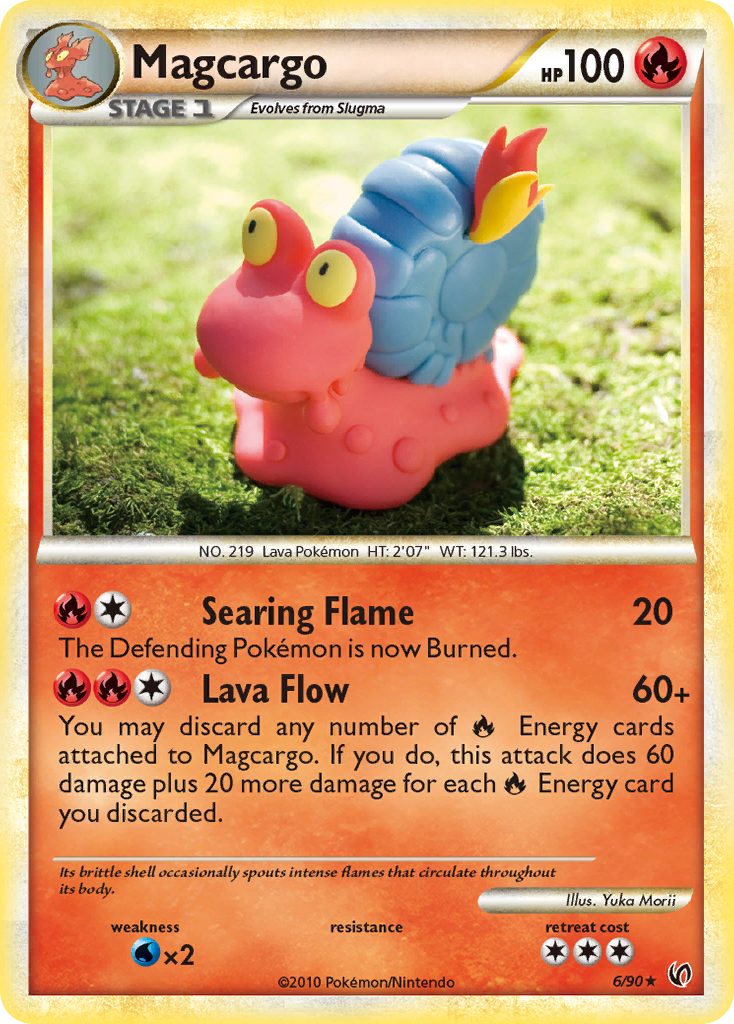 Magcargo
HP100
STAGE 1
Evolves from Slugma
NO. 219 Lava Pokémon HT: 2'07" WT: 121.3 lbs.
Searing Flame 20
The Defending Pokémon is now Burned.
Lava Flow 60+
You may discard any number of Energy cards
attached to Magcargo. If you do, this attack does 60
damage plus 20 more damage for each Energy card
you discarded.
Its brittle shell occasionally spouts intense flames that circulate throughout
its body.
Illus. Yuka Morii
weakness resistance retreat cost
×2
©2010 Pokémon/Nintendo 6/90★